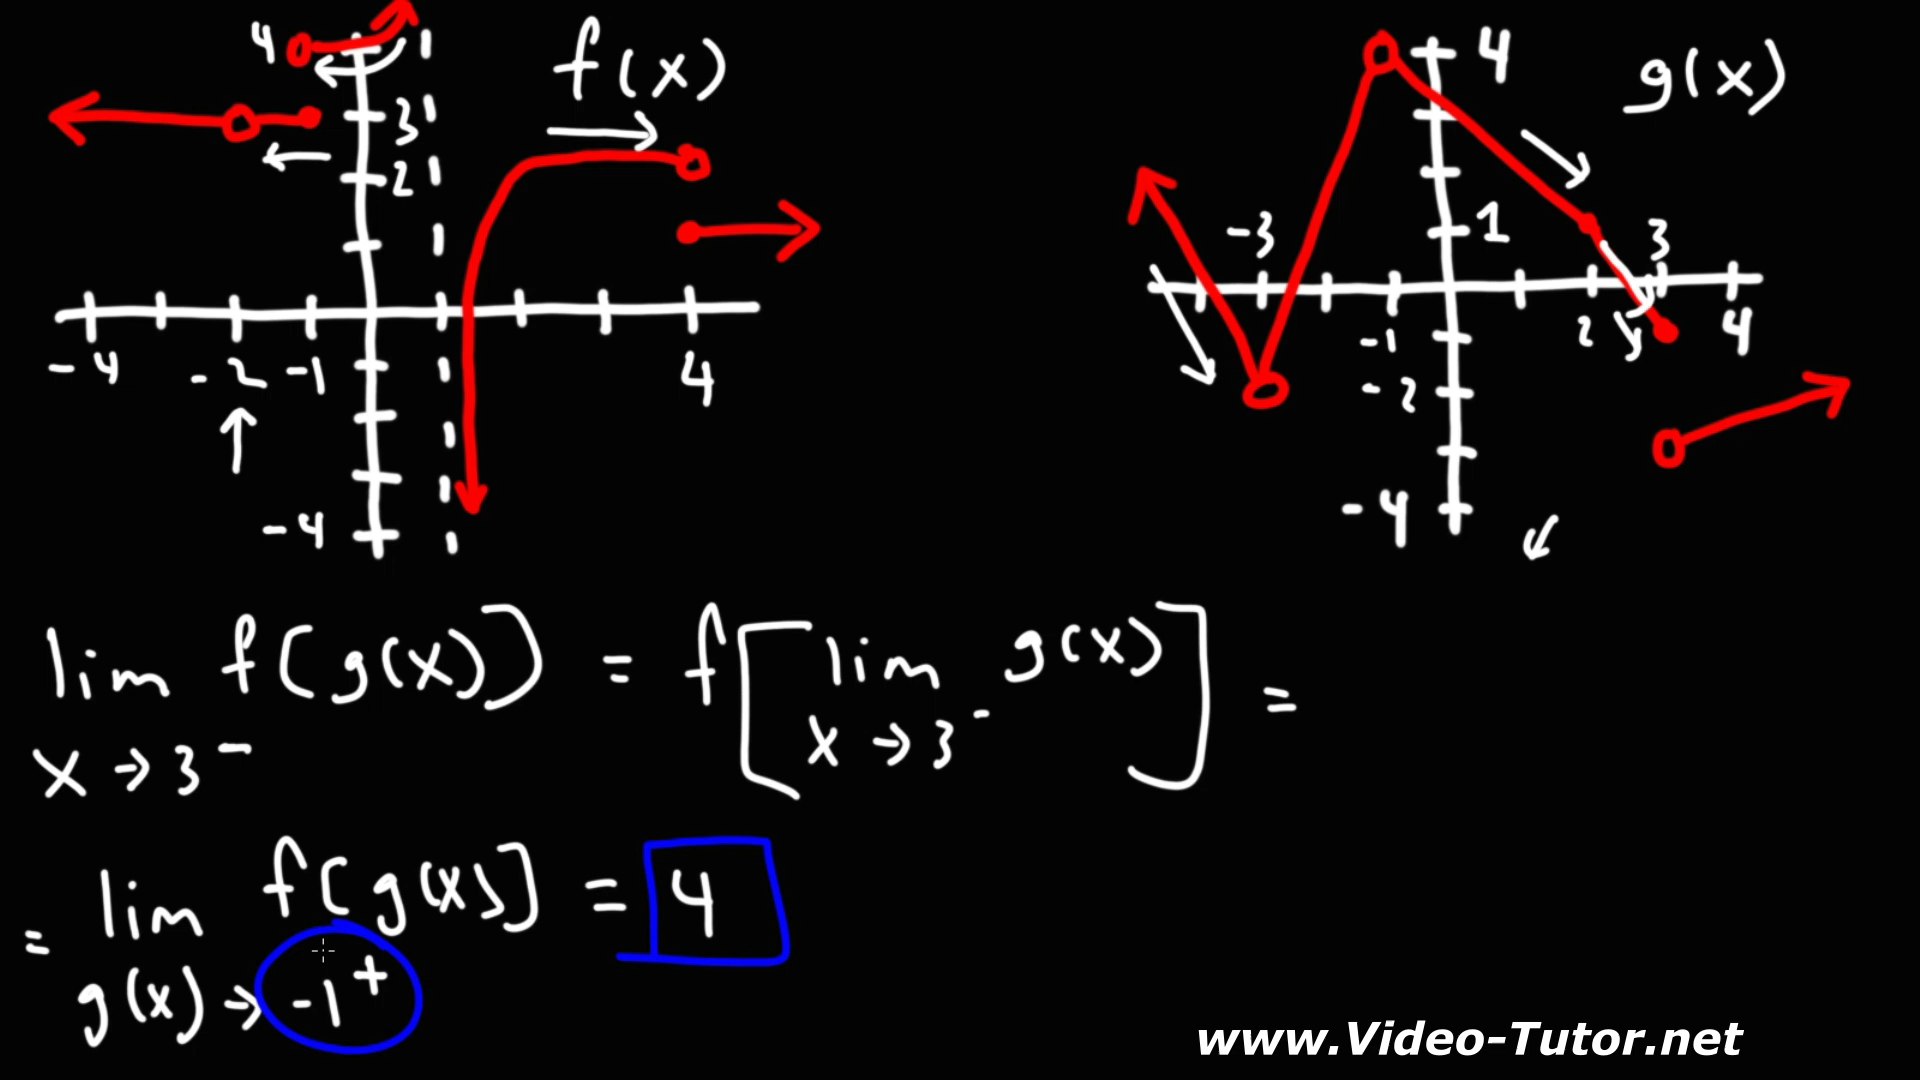 4
f(x)
3
2
-4 -2 -1 4
-4
4
g(x)
-3 1 3
-1 2 4
-2
-4
lim f(g(x)) = f[lim g(x)] =
x → 3⁻ x → 3⁻
= lim f[g(x)] = 4
g(x) → -1⁺
www.Video-Tutor.net